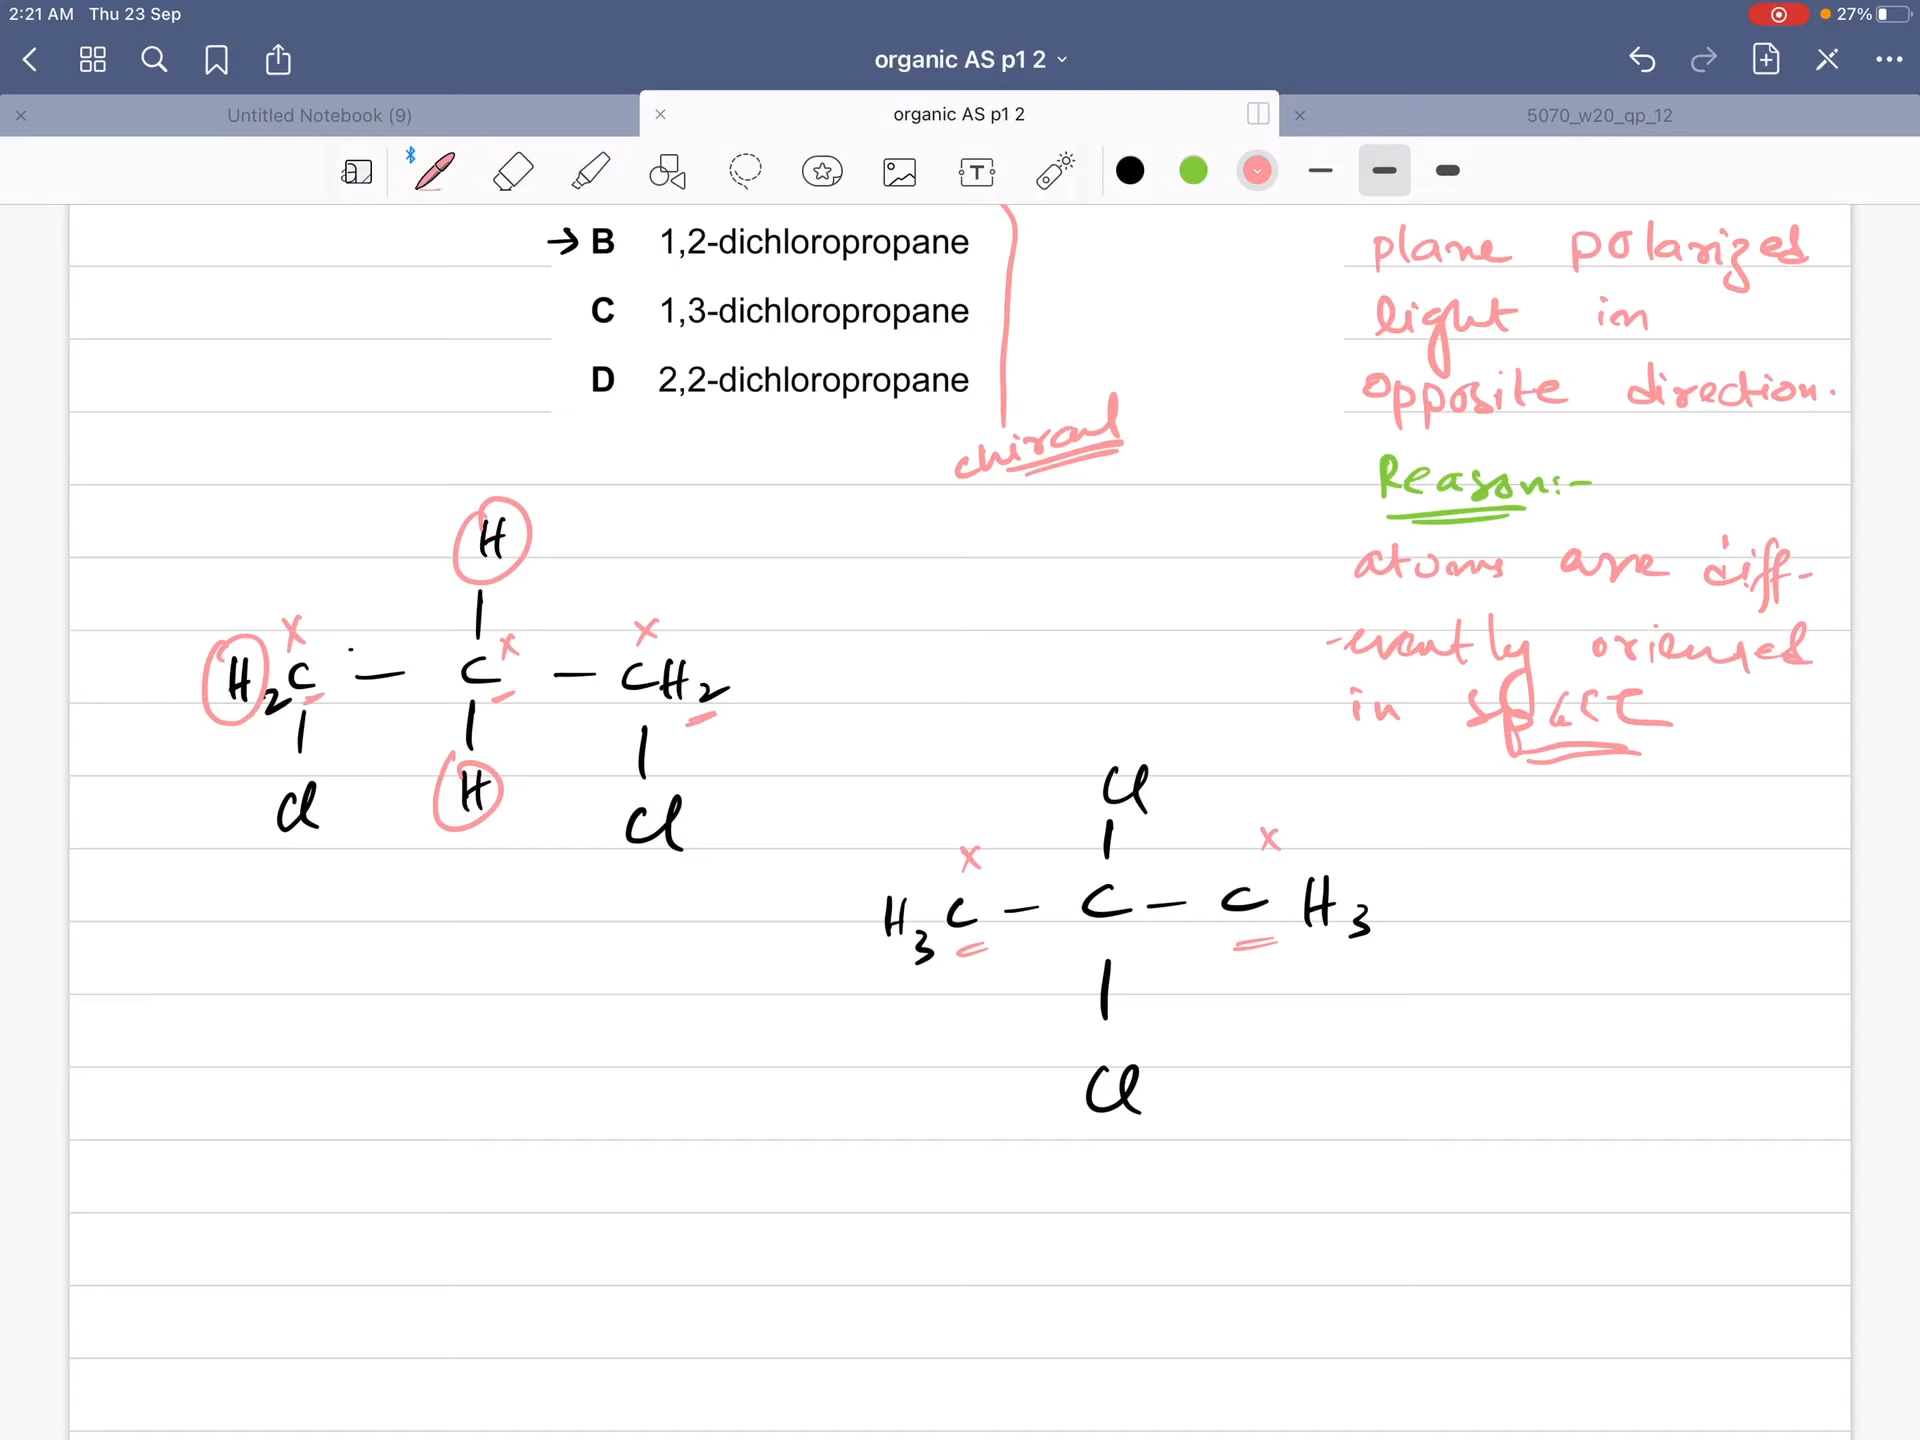 2:21 AM Thu 23 Sep
27%
organic AS p1 2
Untitled Notebook (9)
organic AS p1 2
5070_w20_qp_12
→ B 1,2-dichloropropane
C 1,3-dichloropropane
D 2,2-dichloropropane
chiral
plane polarized
light in
opposite direction.
Reason:-
atoms are diff-
-erently oriented
in space
H
x x x
H2C — C — CH2
H
Cl Cl
Cl
x x
H3C — C — CH3
Cl